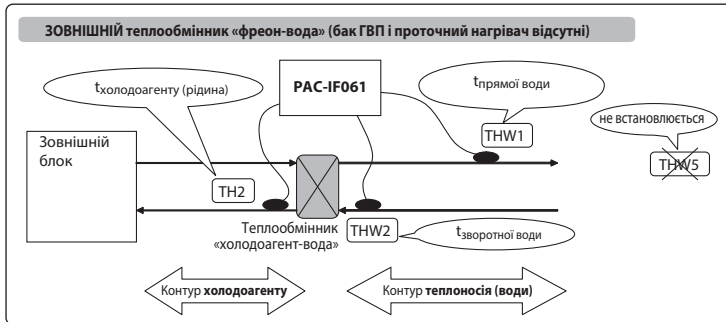 ЗОВНІШНІЙ теплообмінник «фреон-вода» (бак ГВП і проточний нагрівач відсутні)
tхолодоагенту (рідина)
PAC-IF061
tпрямої води
не встановлюється
Зовнішній
блок
THW1
THW5
TH2
Теплообмінник
«холодоагент-вода»
THW2
tзворотної води
Контур холодоагенту
Контур теплоносія (води)